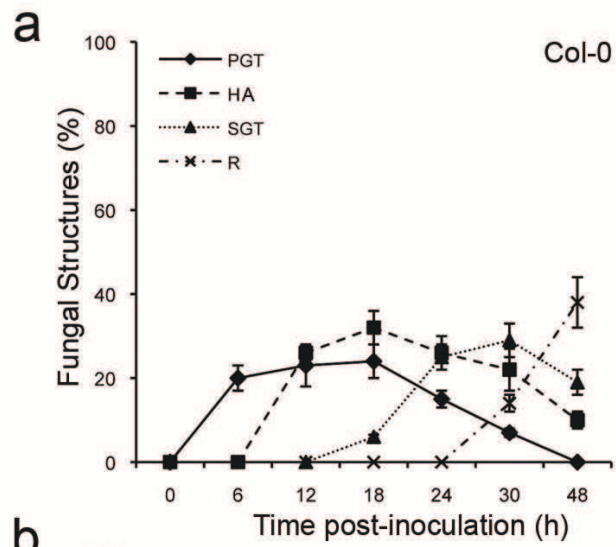 a
Col-0
100
80
60
40
20
0
Fungal Structures (%)
PGT
HA
SGT
R
0 6 12 18 24 30 48
Time post-inoculation (h)
b